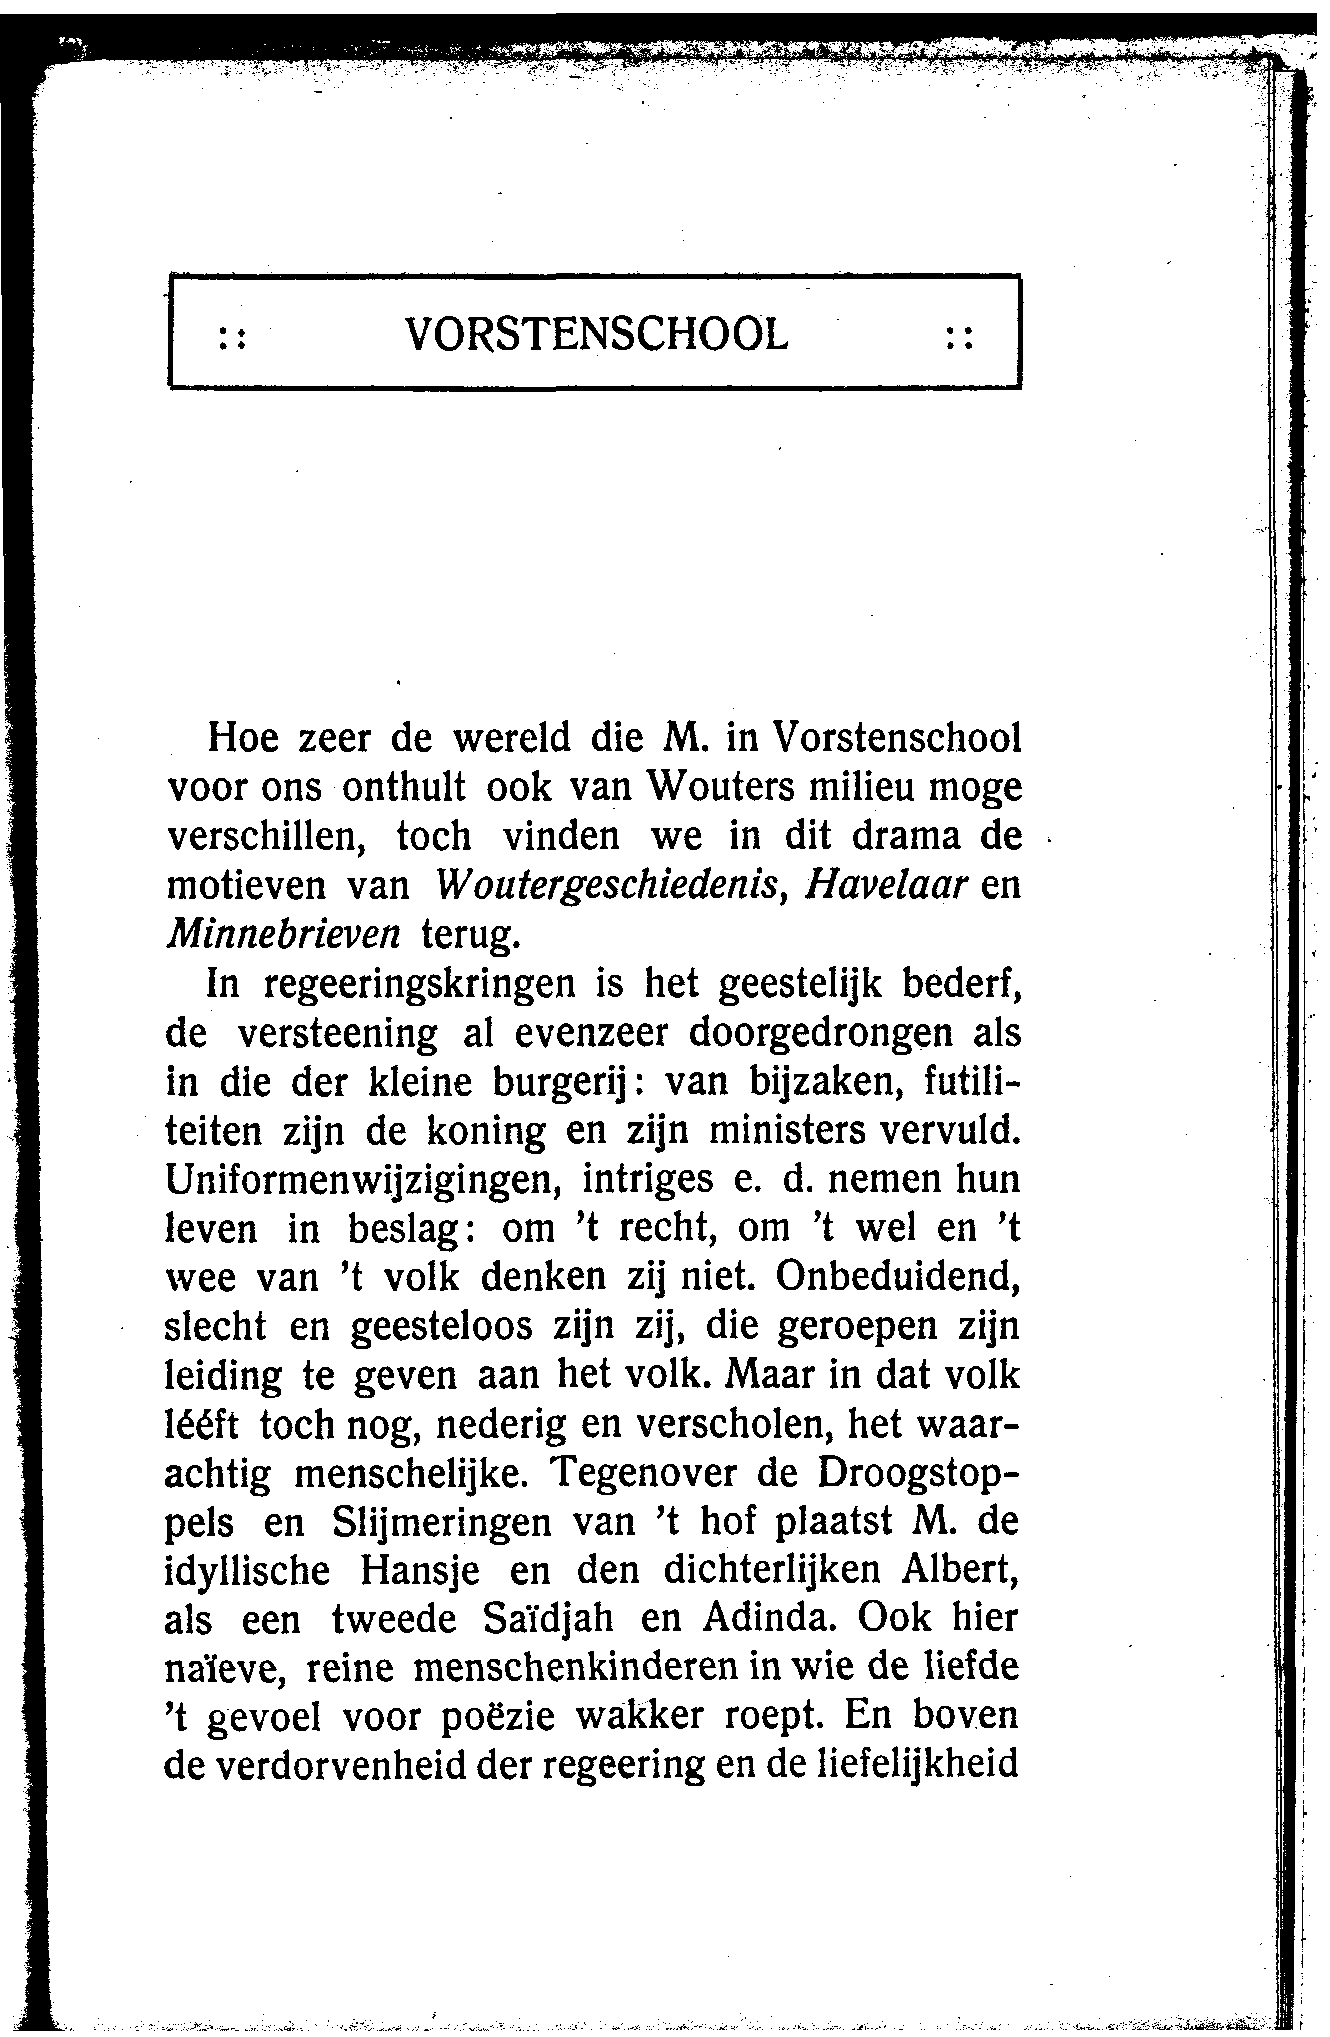 :: VORSTENSCHOOL ::
Hoe zeer de wereld die M. in Vorstenschool
voor ons onthult ook van Wouters milieu moge
verschillen, toch vinden we in dit drama de
motieven van Woutergeschiedenis, Havelaar en
Minnebrieven terug.
In regeeringskringen is het geestelijk bederf,
de versteening al evenzeer doorgedrongen als
in die der kleine burgerij: van bijzaken, futili-
teiten zijn de koning en zijn ministers vervuld.
Uniformenwijzigingen, intriges e. d. nemen hun
leven in beslag: om 't recht, om 't wel en 't
wee van 't volk denken zij niet. Onbeduidend,
slecht en geesteloos zijn zij, die geroepen zijn
leiding te geven aan het volk. Maar in dat volk
lééft toch nog, nederig en verscholen, het waar-
achtig menschelijke. Tegenover de Droogstop-
pels en Slijmeringen van 't hof plaatst M. de
idyllische Hansje en den dichterlijken Albert,
als een tweede Saïdjah en Adinda. Ook hier
naïeve, reine menschenkinderen in wie de liefde
't gevoel voor poëzie wakker roept. En boven
de verdorvenheid der regeering en de liefelijkheid